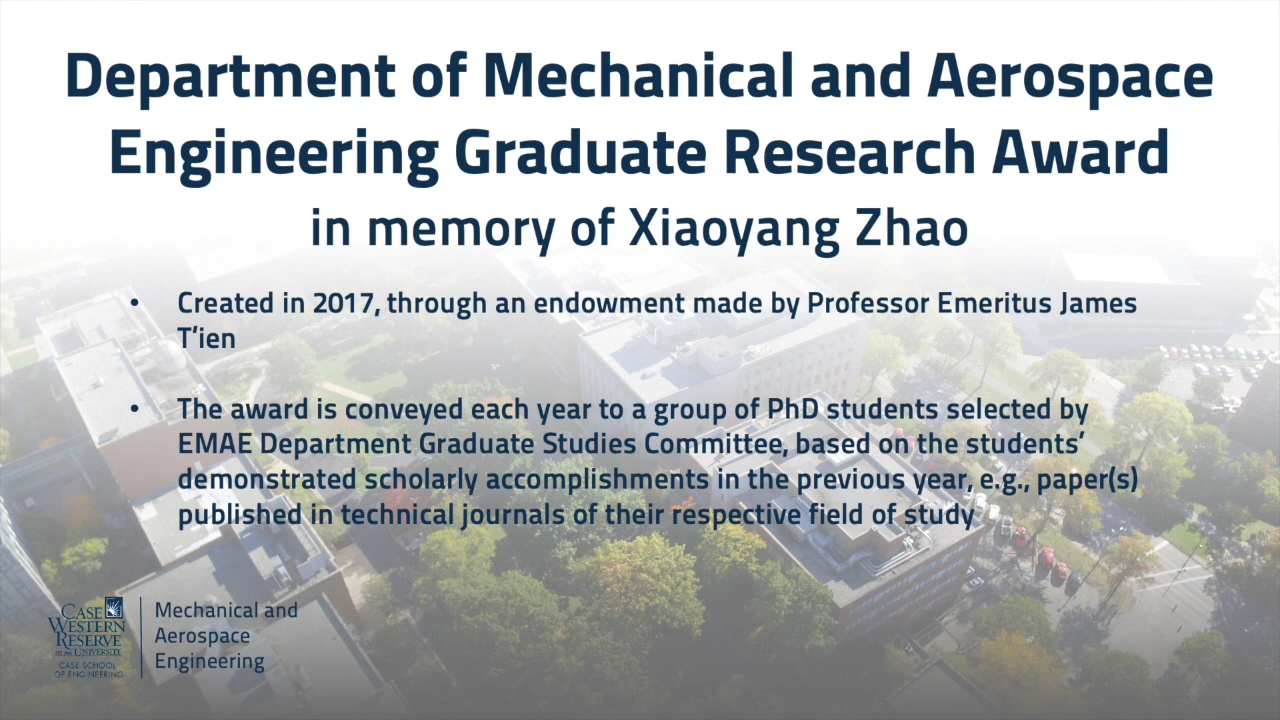 Department of Mechanical and Aerospace
Engineering Graduate Research Award
in memory of Xiaoyang Zhao
• Created in 2017, through an endowment made by Professor Emeritus James
T’ien
• The award is conveyed each year to a group of PhD students selected by
EMAE Department Graduate Studies Committee, based on the students’
demonstrated scholarly accomplishments in the previous year, e.g., paper(s)
published in technical journals of their respective field of study
CASE
WESTERN
RESERVE
UNIVERSITY
CASE SCHOOL
OF ENGINEERING
Mechanical and
Aerospace
Engineering